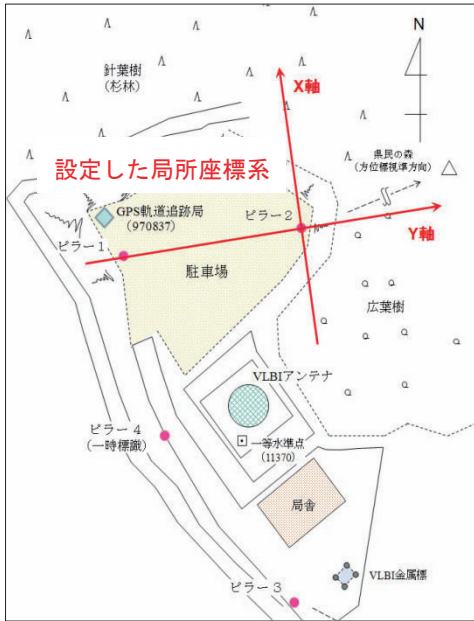 N
針葉樹
(杉林)
X軸
県民の森
(方位標視準方向)
設定した局所座標系
GPS軌道追跡局
(970837)
ピラー2
ピラー1
Y軸
駐車場
広葉樹
VLBIアンテナ
ピラー4
(一時標識)
一等水準点
(11370)
局舎
VLBI金属標
ピラー3